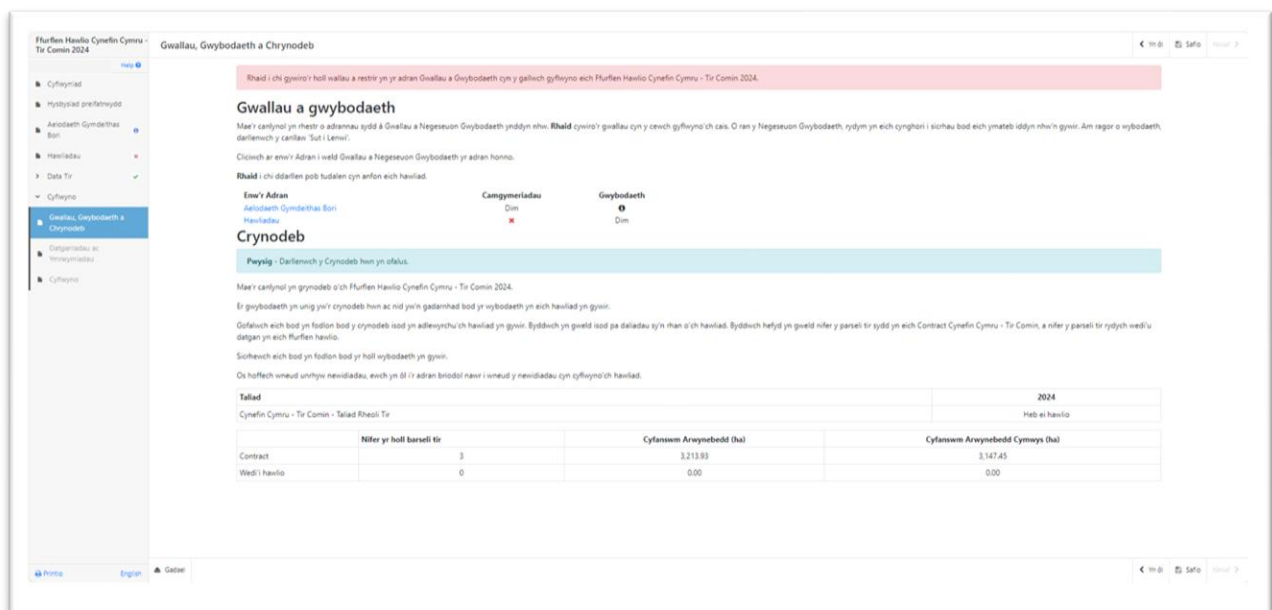 Ffurflen Hawlio Cynefin Cymru -
Tir Comin 2024
Help
Cyflwyniad
Hysbysiad preifatrwydd
Aelodaeth Gymdeithas
Bori
Hawliadau
Data Tir
Cyflwyno
Gwallau, Gwybodaeth a
Chrynodeb
Datganiadau ac
Ymrwymiadau
Cyflwyno
Printio
English
Gwallau, Gwybodaeth a Chrynodeb
Yn ôl
Safio
Rhaid i chi gywiro'r holl wallau a restrir yn yr adran Gwallau a Gwybodaeth cyn y gallwch gyflwyno eich Ffurflen Hawlio Cynefin Cymru - Tir Comin 2024.
Gwallau a gwybodaeth
Mae'r canlynol yn rhestr o adrannau sydd â Gwallau a Negeseuon Gwybodaeth ynddyn nhw. Rhaid cywiro'r gwallau cyn y cewch gyflwyno'ch cais. O ran y Negeseuon Gwybodaeth, rydym yn eich cynghori i sicrhau bod eich ymateb iddyn nhw'n gywir. Am ragor o wybodaeth,
darllenwch y canllaw 'Sut i Lenwi'.
Cliciwch ar enw'r Adran i weld Gwallau a Negeseuon Gwybodaeth yr adran honno.
Rhaid i chi ddarllen pob tudalen cyn anfon eich hawliad.
Enw'r Adran Camgymeriadau Gwybodaeth
Aelodaeth Gymdeithas Bori Dim
Hawliadau Dim
Crynodeb
Pwysig - Darllenwch y Crynodeb hwn yn ofalus.
Mae'r canlynol yn grynodeb o'ch Ffurflen Hawlio Cynefin Cymru - Tir Comin 2024.
Er gwybodaeth yn unig yw'r crynodeb hwn ac nid yw'n gadarnhad bod yr wybodaeth yn eich hawliad yn gywir.
Gofalwch eich bod yn fodlon bod y crynodeb isod yn adlewyrchu'ch hawliad yn gywir. Byddwch yn gweld isod pa daliadau sy'n rhan o'ch hawliad. Byddwch hefyd yn gweld nifer y parseli tir sydd yn eich Contract Cynefin Cymru - Tir Comin, a nifer y parseli tir rydych wedi'u
datgan yn eich ffurflen hawlio.
Sicrhewch eich bod yn fodlon bod yr holl wybodaeth yn gywir.
Os hoffech wneud unrhyw newidiadau, ewch yn ôl i'r adran briodol nawr i wneud y newidiadau cyn cyflwyno'ch hawliad.
Taliad 2024
Cynefin Cymru - Tir Comin - Taliad Rheoli Tir Heb ei hawlio
Nifer yr holl barseli tir Cyfanswm Arwynebedd (ha) Cyfanswm Arwynebedd Cymwys (ha)
Contract 3 3,213.93 3,147.45
Wedi'i hawlio 0 0.00 0.00
Gadael
Yn ôl
Safio